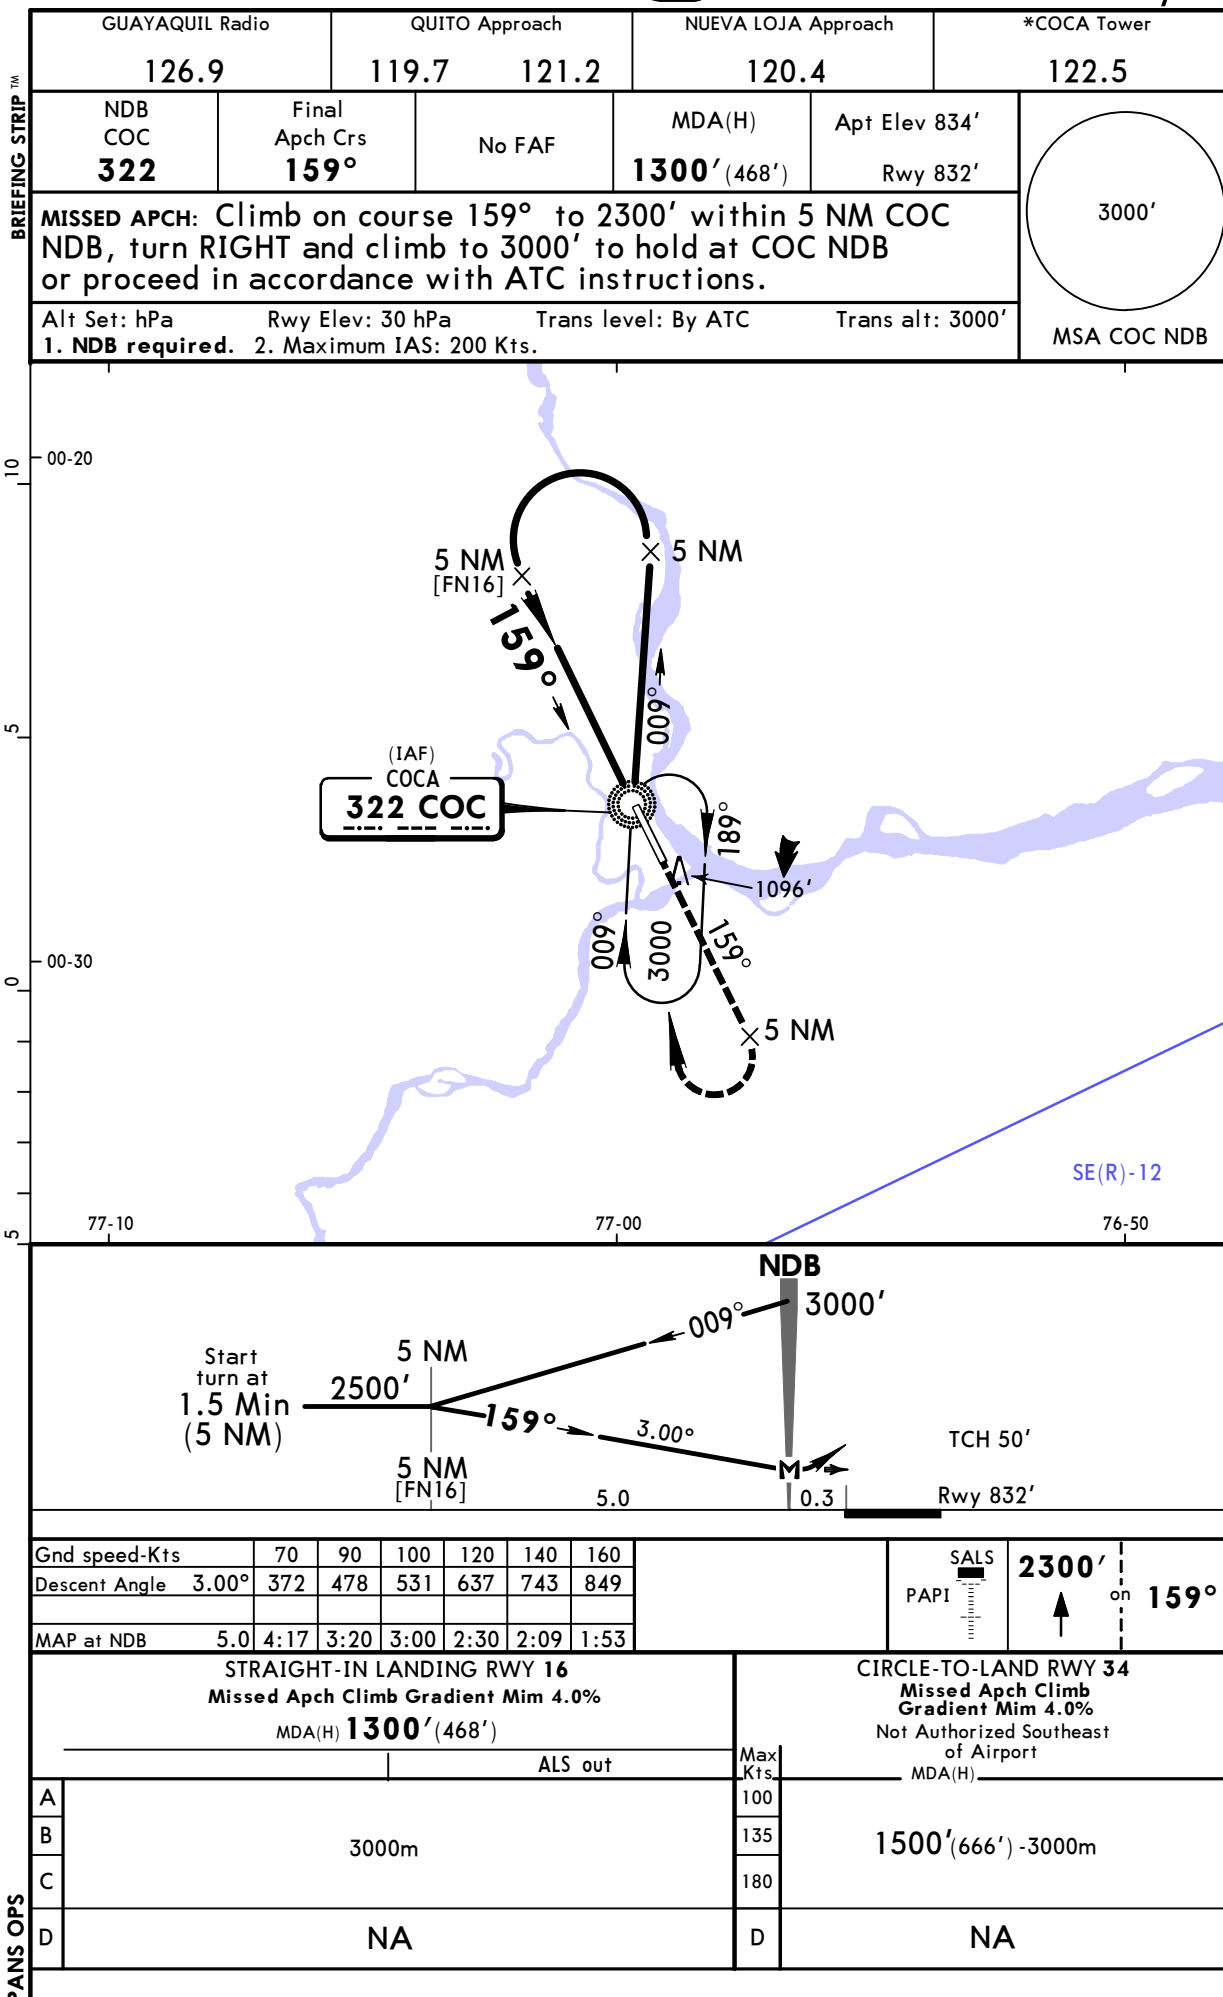 BRIEFING STRIP TM
GUAYAQUIL Radio
126.9
QUITO Approach
119.7 121.2
NUEVA LOJA Approach
120.4
*COCA Tower
122.5
NDB
COC
322
Final
Apch Crs
159°
No FAF
MDA(H)
1300'(468')
Apt Elev 834'
Rwy 832'
MISSED APCH: Climb on course 159° to 2300' within 5 NM COC
NDB, turn RIGHT and climb to 3000' to hold at COC NDB
or proceed in accordance with ATC instructions.
Alt Set: hPa Rwy Elev: 30 hPa Trans level: By ATC Trans alt: 3000'
1. NDB required. 2. Maximum IAS: 200 Kts.
3000'
MSA COC NDB
10
00-20
5 NM
[FN16]
5 NM
159°
009°
5
(IAF)
COCA
322 COC
189°
1096'
009°
3000
159°
00-30
0
5 NM
SE(R)-12
5
77-10
77-00
76-50
NDB
3000'
009°
5 NM
Start
turn at
1.5 Min
(5 NM)
2500'
159°
3.00°
TCH 50'
5 NM
[FN16]
M
5.0
0.3
Rwy 832'
Gnd speed-Kts 70 90 100 120 140 160
Descent Angle 3.00° 372 478 531 637 743 849
MAP at NDB 5.0 4:17 3:20 3:00 2:30 2:09 1:53
SALS
PAPI
2300'
on
159°
STRAIGHT-IN LANDING RWY 16
Missed Apch Climb Gradient Mim 4.0%
MDA(H) 1300'(468')
ALS out
CIRCLE-TO-LAND RWY 34
Missed Apch Climb
Gradient Mim 4.0%
Not Authorized Southeast
of Airport
Max
Kts
MDA(H)
A
B
C
3000m
100
135
180
1500'(666')-3000m
D
NA
D
NA
PANS OPS